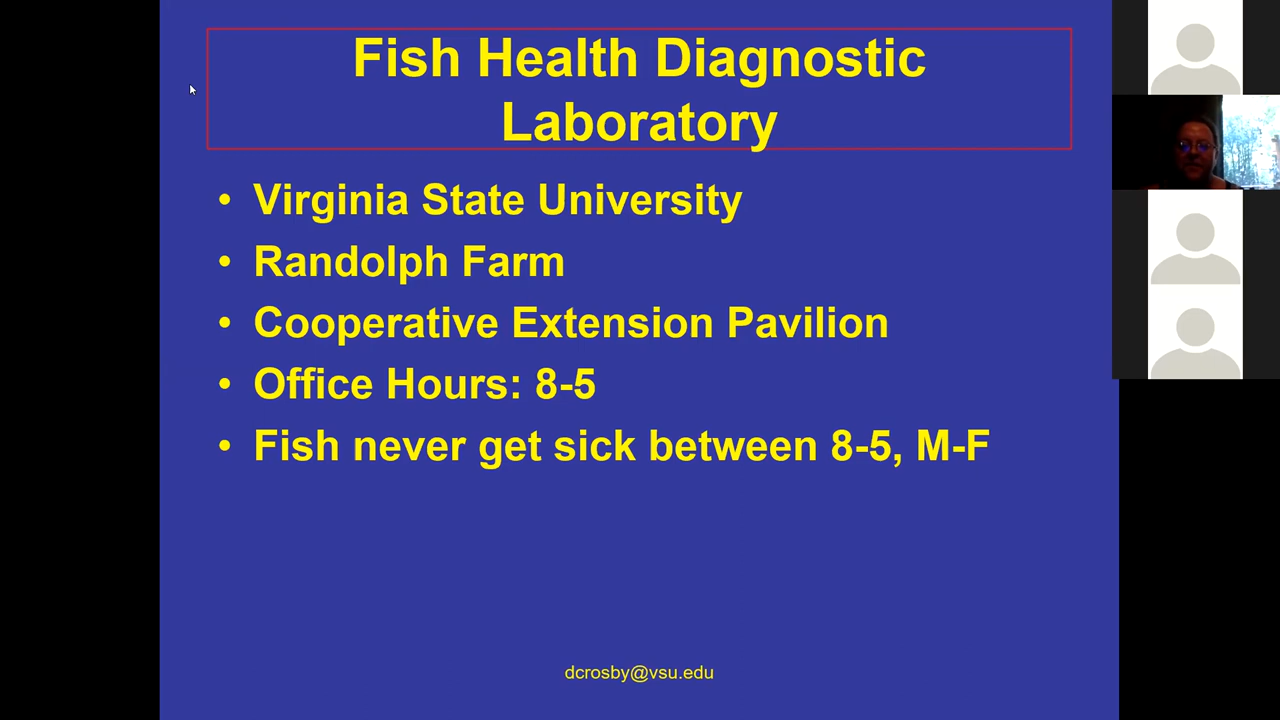 Fish Health Diagnostic
Laboratory
• Virginia State University
• Randolph Farm
• Cooperative Extension Pavilion
• Office Hours: 8-5
• Fish never get sick between 8-5, M-F
dcrosby@vsu.edu